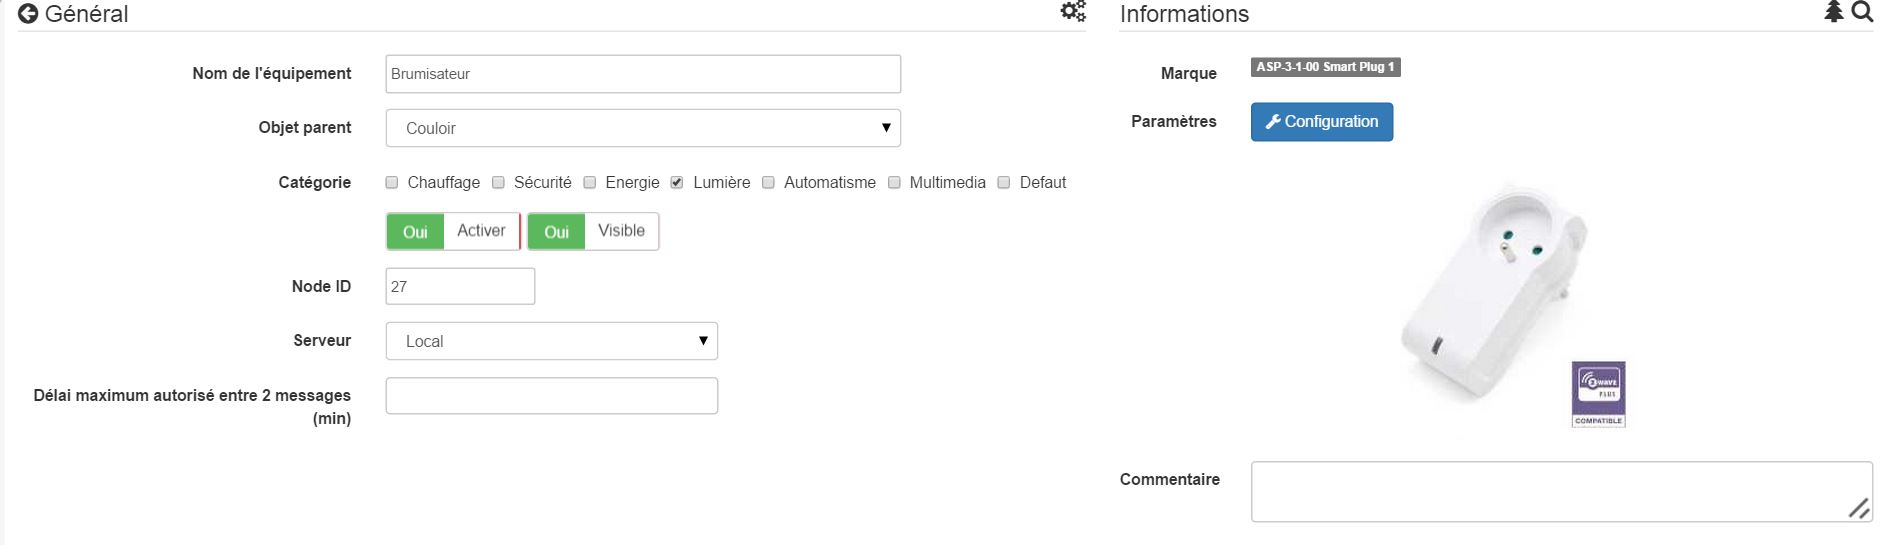 Général
Nom de l'équipement
Brumisateur
Objet parent
Couloir
Catégorie
Chauffage Sécurité Energie Lumière Automatisme Multimedia Defaut
Oui Activer Oui Visible
Node ID
27
Serveur
Local
Délai maximum autorisé entre 2 messages
(min)
Informations
Marque
ASP-3-1-00 Smart Plug 1
Paramètres
Configuration
Z WAVE
PLUS
COMPATIBLE
Commentaire